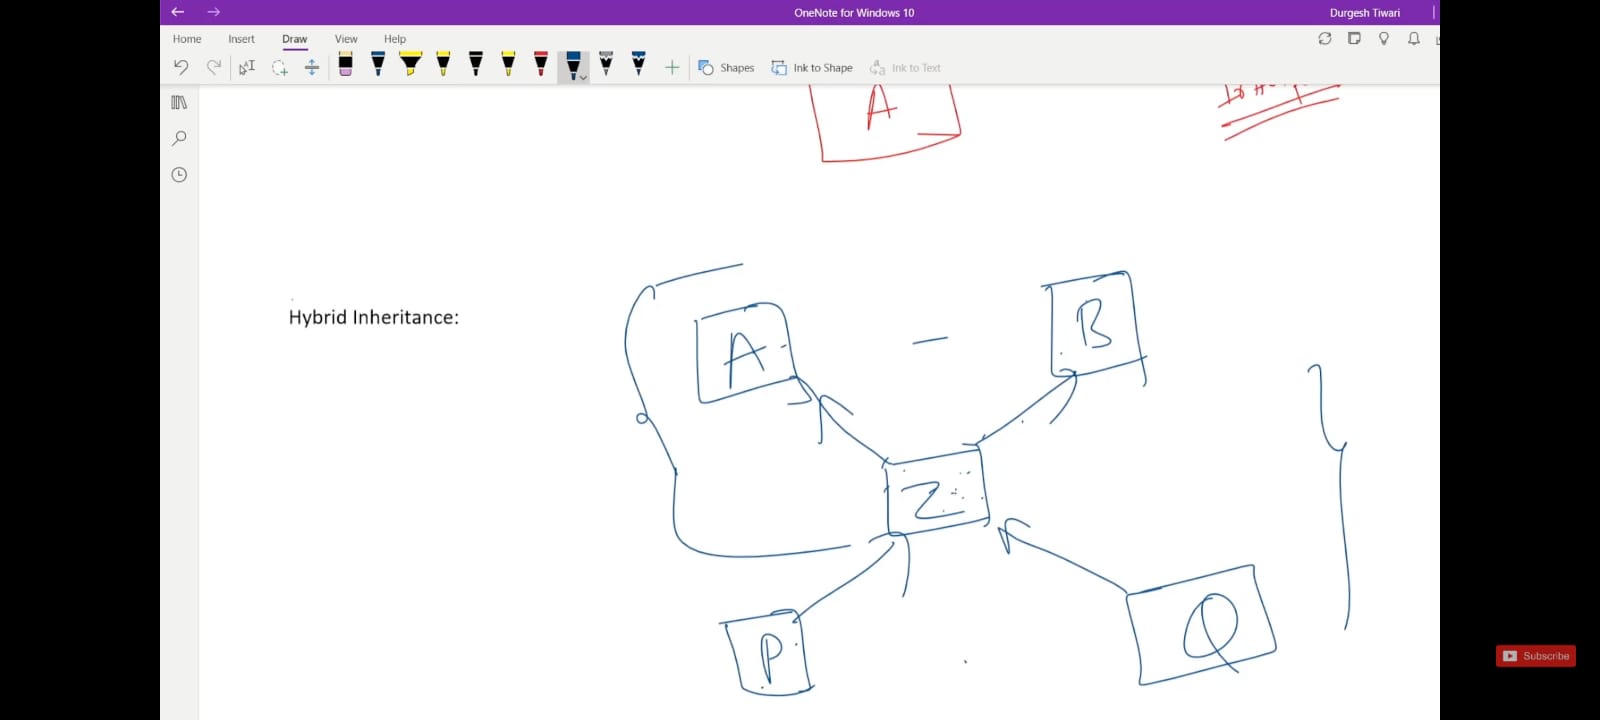 OneNote for Windows 10
Durgesh Tiwari
Home Insert Draw View Help
Shapes Ink to Shape Ink to Text
A
Hybrid Inheritance:
A B
Z
P Q
Subscribe